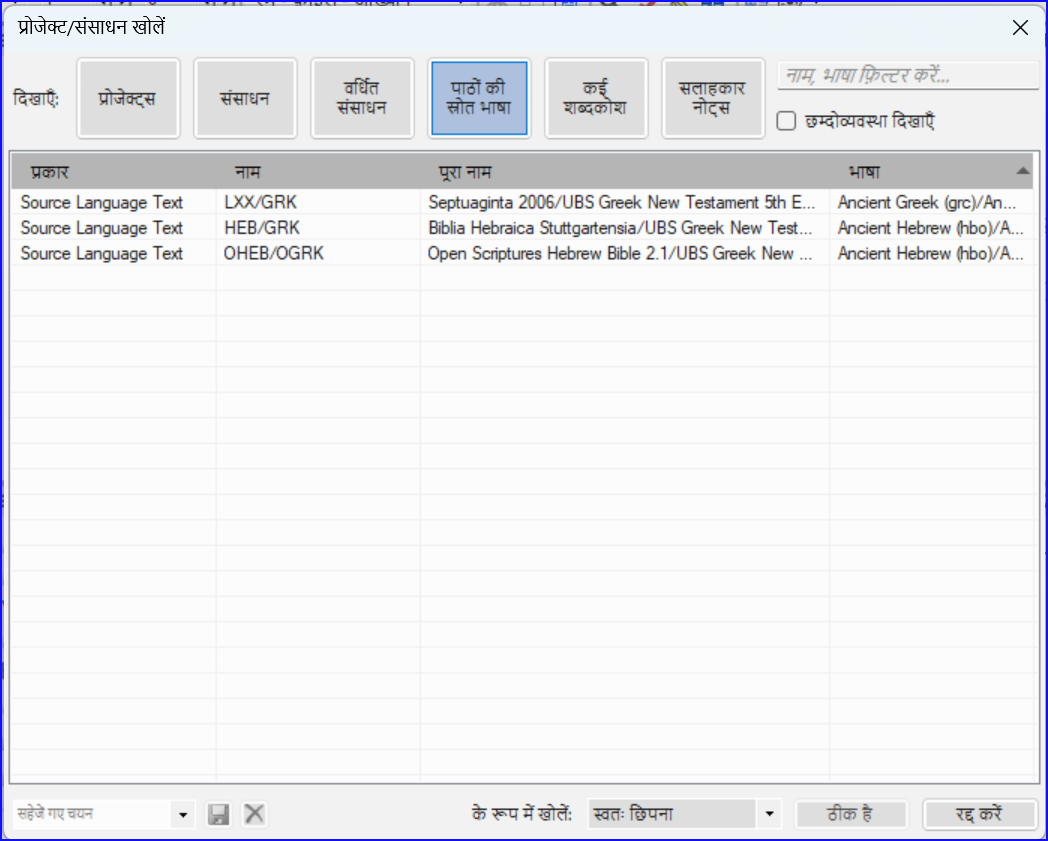 प्रोजेक्ट/संसाधन खोलें
दिखाएँ:
प्रोजेक्ट्स
संसाधन
वर्धित
संसाधन
पाठों की
स्रोत भाषा
कई
शब्दकोश
सलाहकार
नोट्स
नाम, भाषा फ़िल्टर करें...
छम्दोव्यवस्था दिखाएँ
प्रकार नाम पूरा नाम भाषा
Source Language Text LXX/GRK Septuaginta 2006/UBS Greek New Testament 5th E... Ancient Greek (grc)/An...
Source Language Text HEB/GRK Biblia Hebraica Stuttgartensia/UBS Greek New Test... Ancient Hebrew (hbo)/A...
Source Language Text OHEB/OGRK Open Scriptures Hebrew Bible 2.1/UBS Greek New ... Ancient Hebrew (hbo)/A...
सहेजें गए चयन के रूप में खोलें: स्वतः छिपना ठीक है रद्द करें